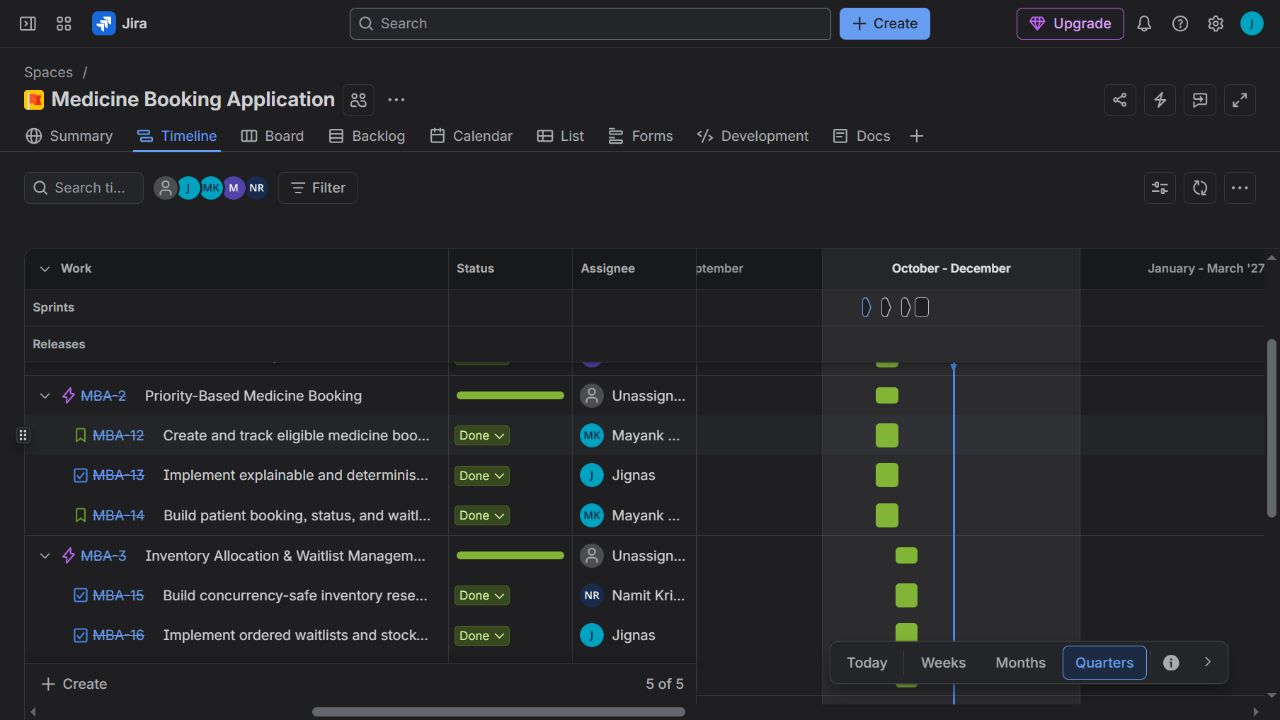 Jira
Search
Create
Upgrade
J
Spaces /
Medicine Booking Application
Summary
Timeline
Board
Backlog
Calendar
List
Forms
Development
Docs
Search ti...
J
MK
M
NR
Filter
Work
Status
Assignee
ptember
October - December
January - March '27
Sprints
Releases
MBA-2 Priority-Based Medicine Booking Unassign...
MBA-12 Create and track eligible medicine boo... Done MK Mayank ...
MBA-13 Implement explainable and determinis... Done J Jignas
MBA-14 Build patient booking, status, and waitl... Done MK Mayank ...
MBA-3 Inventory Allocation & Waitlist Managem... Unassign...
MBA-15 Build concurrency-safe inventory rese... Done NR Namit Kri...
MBA-16 Implement ordered waitlists and stock... Done J Jignas
Today
Weeks
Months
Quarters
Create
5 of 5